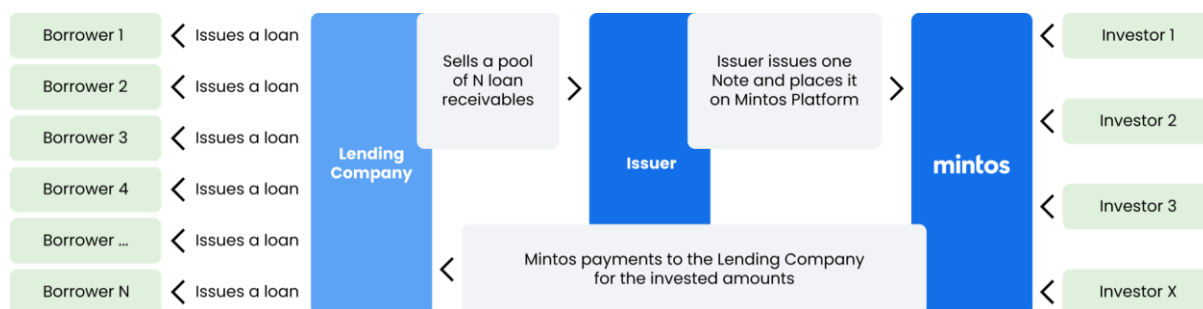 Borrower 1
Issues a loan
Borrower 2
Issues a loan
Borrower 3
Issues a loan
Borrower 4
Issues a loan
Borrower ...
Issues a loan
Borrower N
Issues a loan
Lending
Company
Sells a pool
of N loan
receivables
Issuer
Issuer issues one
Note and places it
on Mintos Platform
mintos
Mintos payments to the Lending Company
for the invested amounts
Investor 1
Investor 2
Investor 3
Investor X